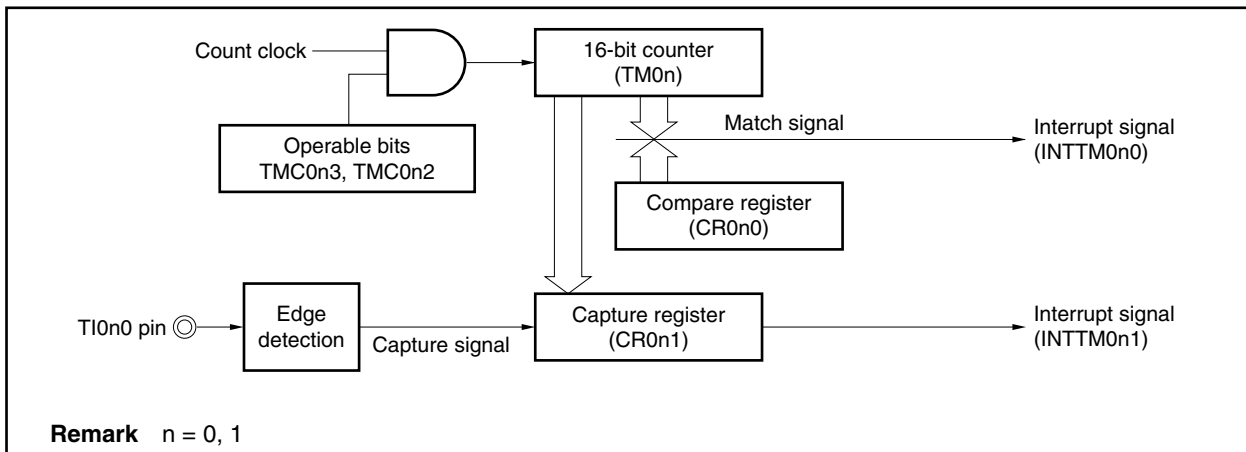 Count clock
16-bit counter
(TM0n)
Operable bits
TMC0n3, TMC0n2
Match signal
Interrupt signal
(INTTM0n0)
Compare register
(CR0n0)
TI0n0 pin
Edge
detection
Capture signal
Capture register
(CR0n1)
Interrupt signal
(INTTM0n1)
Remark n = 0, 1